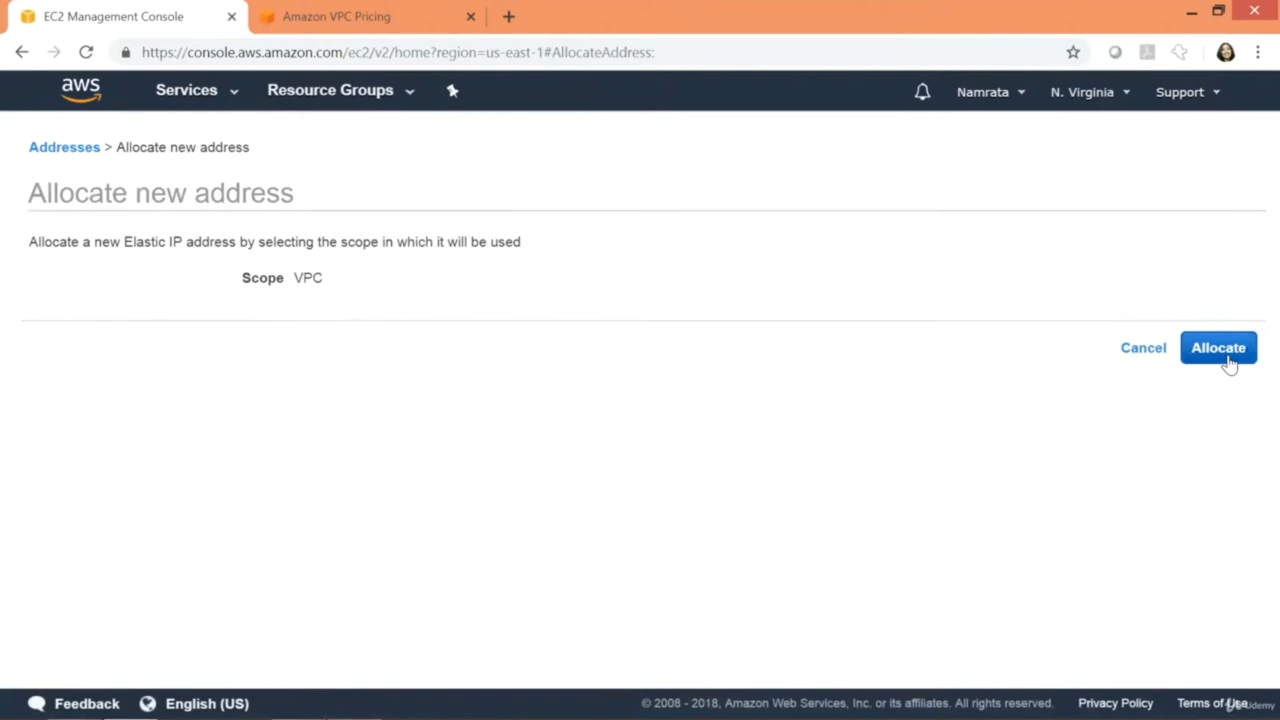 EC2 Management Console
Amazon VPC Pricing
https://console.aws.amazon.com/ec2/v2/home?region=us-east-1#AllocateAddress:
aws
Services
Resource Groups
Namrata
N. Virginia
Support
Addresses > Allocate new address
Allocate new address
Allocate a new Elastic IP address by selecting the scope in which it will be used
Scope VPC
Cancel
Allocate
Feedback
English (US)
© 2008 - 2018, Amazon Web Services, Inc. or its affiliates. All rights reserved.
Privacy Policy
Terms of Use
Udemy